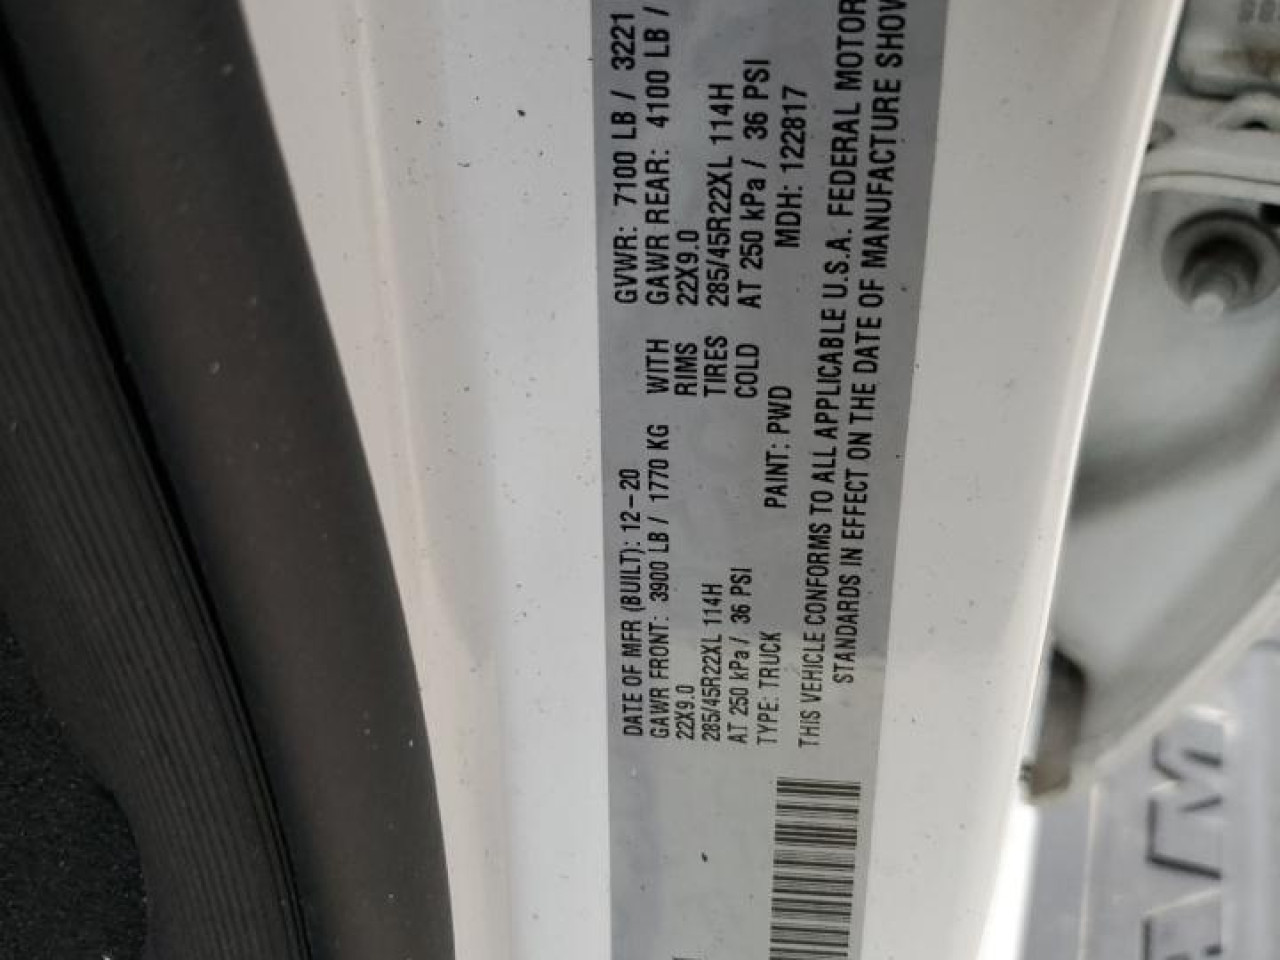 DATE OF MFR (BUILT): 12-20 GVWR: 7100 LB / 3221
GAWR FRONT: 3900 LB / 1770 KG WITH GAWR REAR: 4100 LB /
22X9.0 RIMS 22X9.0
285/45R22XL 114H TIRES 285/45R22XL 114H
AT 250 kPa / 36 PSI COLD AT 250 kPa / 36 PSI
TYPE: TRUCK PAINT: PWD MDH: 122817
THIS VEHICLE CONFORMS TO ALL APPLICABLE U.S.A. FEDERAL MOTOR
STANDARDS IN EFFECT ON THE DATE OF MANUFACTURE SHOW